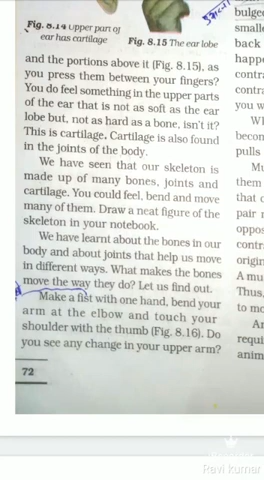 Fig. 8.14 Upper part of
ear has cartilage
Fig. 8.15 The ear lobe
and the portions above it (Fig. 8.15), as
you press them between your fingers?
You do feel something in the upper parts
of the ear that is not as soft as the ear
lobe but, not as hard as a bone, isn't it?
This is cartilage. Cartilage is also found
in the joints of the body.
We have seen that our skeleton is
made up of many bones, joints and
cartilage. You could feel, bend and move
many of them. Draw a neat figure of the
skeleton in your notebook.
We have learnt about the bones in our
body and about joints that help us move
in different ways. What makes the bones
move the way they do? Let us find out.
Make a fist with one hand, bend your
arm at the elbow and touch your
shoulder with the thumb (Fig. 8.16). Do
you see any change in your upper arm?
72
bulge
smalle
back
happe
contra
contra
you w
Wh
becom
pulls
Mu
them
that c
pair
oppos
contr
origin
A mu
Thus,
to mo
An
requi
anim
Ravi kumar